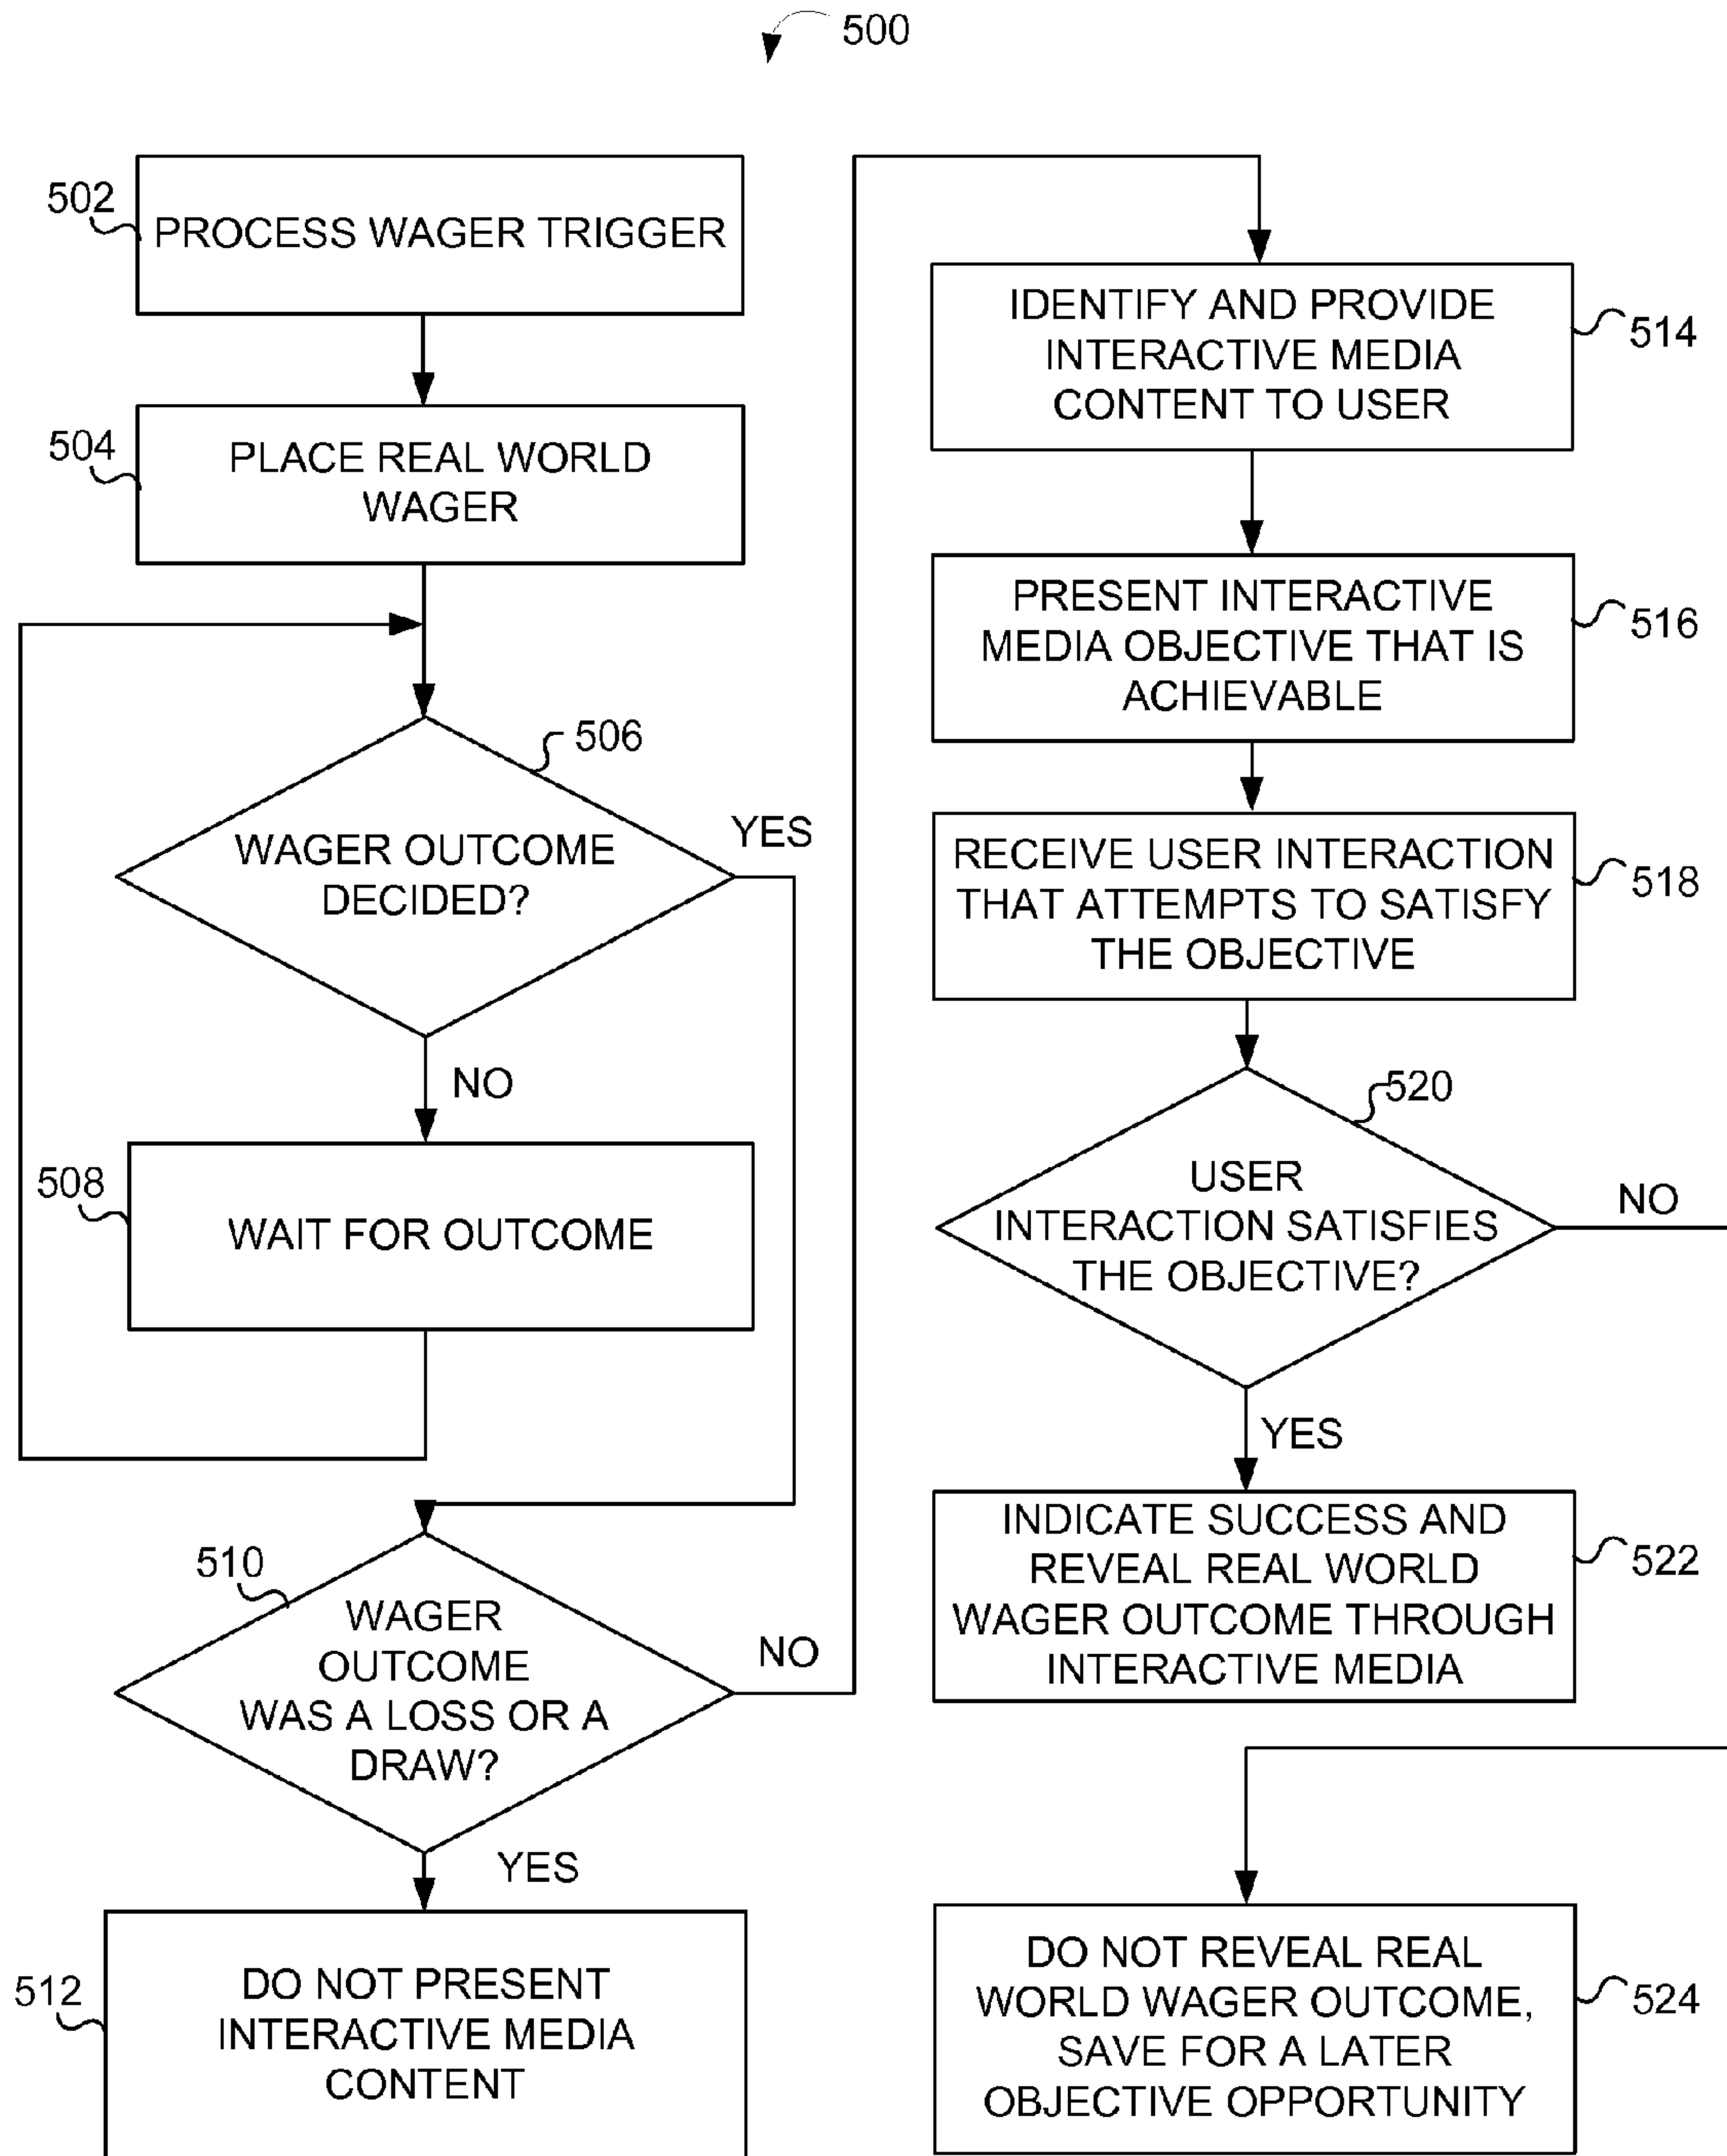 500
502
PROCESS WAGER TRIGGER
504
PLACE REAL WORLD
WAGER
506
WAGER OUTCOME
DECIDED?
YES
NO
508
WAIT FOR OUTCOME
510
WAGER
OUTCOME
WAS A LOSS OR A
DRAW?
NO
YES
512
DO NOT PRESENT
INTERACTIVE MEDIA
CONTENT
IDENTIFY AND PROVIDE
INTERACTIVE MEDIA
CONTENT TO USER
514
PRESENT INTERACTIVE
MEDIA OBJECTIVE THAT IS
ACHIEVABLE
516
RECEIVE USER INTERACTION
THAT ATTEMPTS TO SATISFY
THE OBJECTIVE
518
520
USER
INTERACTION SATISFIES
THE OBJECTIVE?
NO
YES
INDICATE SUCCESS AND
REVEAL REAL WORLD
WAGER OUTCOME THROUGH
INTERACTIVE MEDIA
522
DO NOT REVEAL REAL
WORLD WAGER OUTCOME,
SAVE FOR A LATER
OBJECTIVE OPPORTUNITY
524